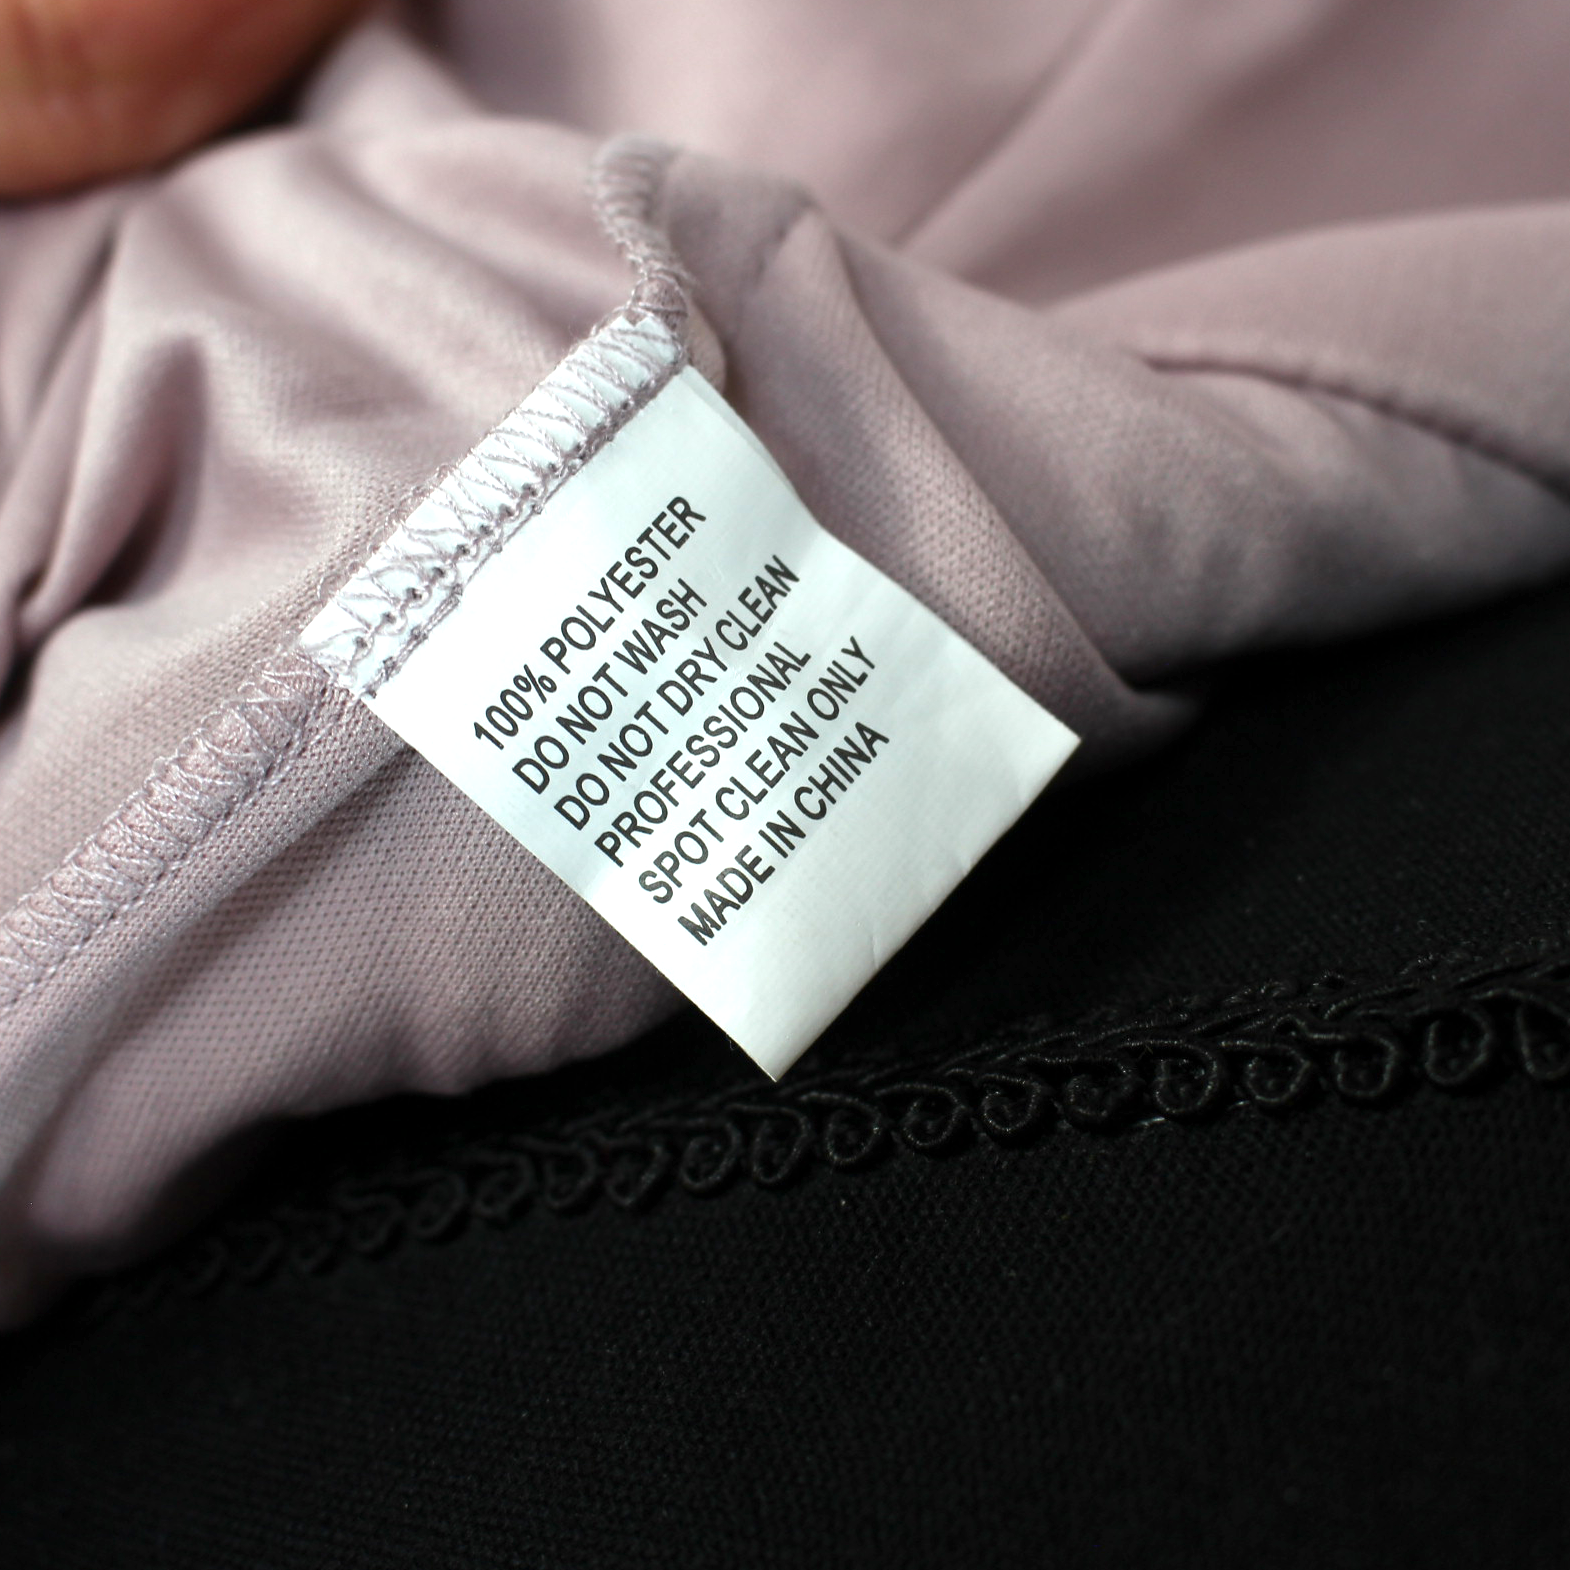 100% POLYESTER
DO NOT WASH
DO NOT DRY CLEAN
PROFESSIONAL
SPOT CLEAN ONLY
MADE IN CHINA